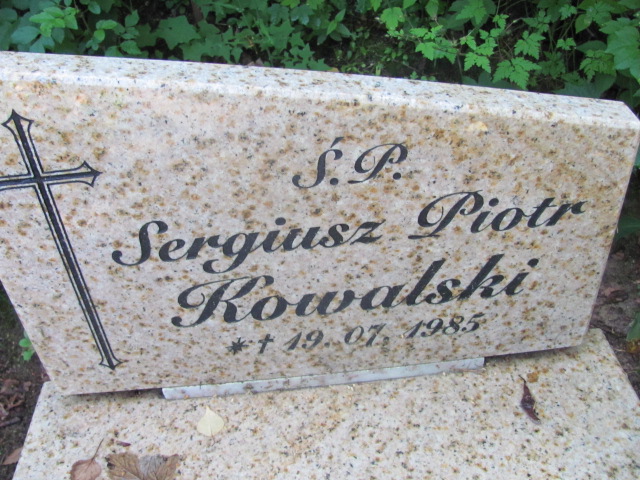 Ś.P.
Sergiusz Piotr
Kowalski
*† 19. 07. 1985